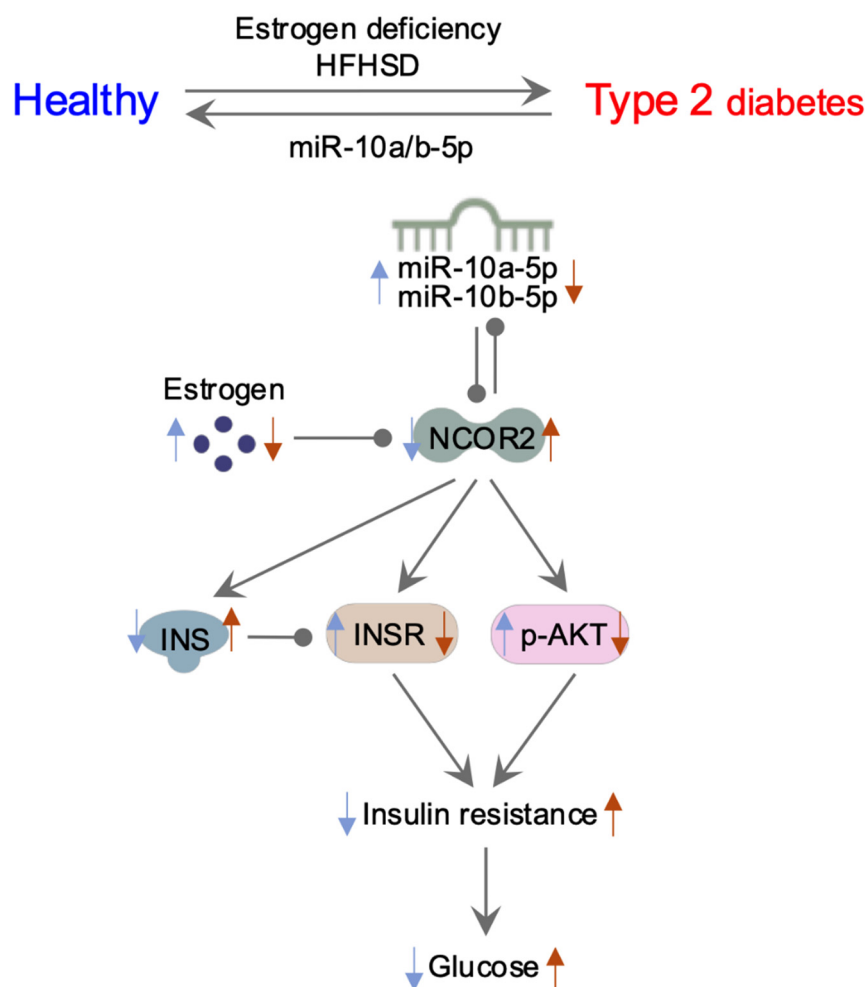 Estrogen deficiency
HFHSD
Healthy
Type 2 diabetes
miR-10a/b-5p
miR-10a-5p
miR-10b-5p
Estrogen
NCOR2
INS
INSR
p-AKT
Insulin resistance
Glucose